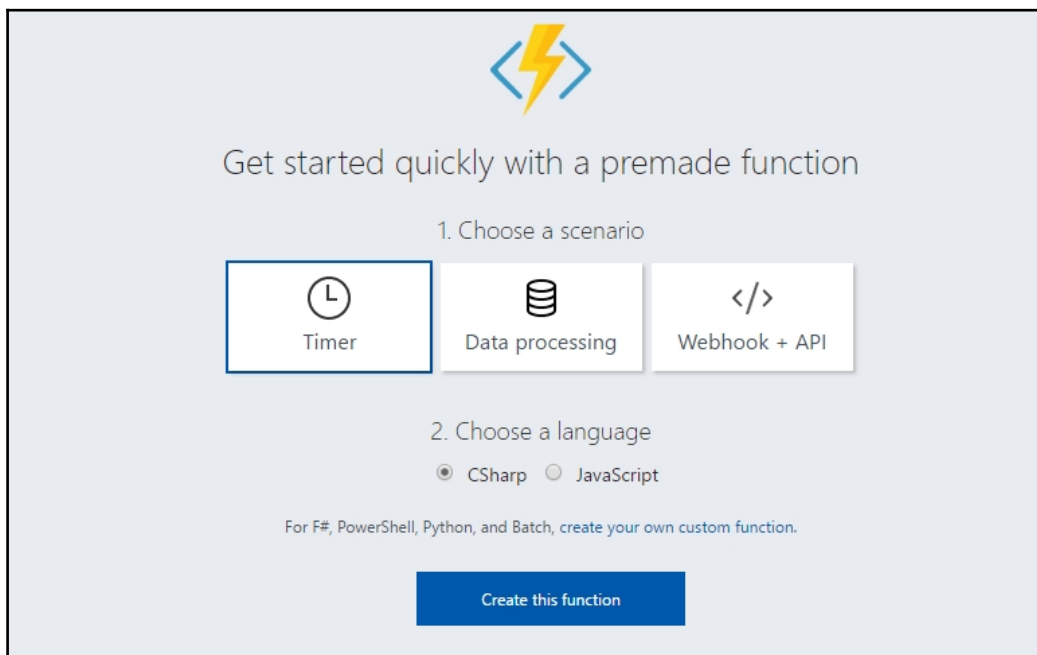 Get started quickly with a premade function
1. Choose a scenario
Timer
Data processing
Webhook + API
2. Choose a language
CSharp JavaScript
For F#, PowerShell, Python, and Batch, create your own custom function.
Create this function